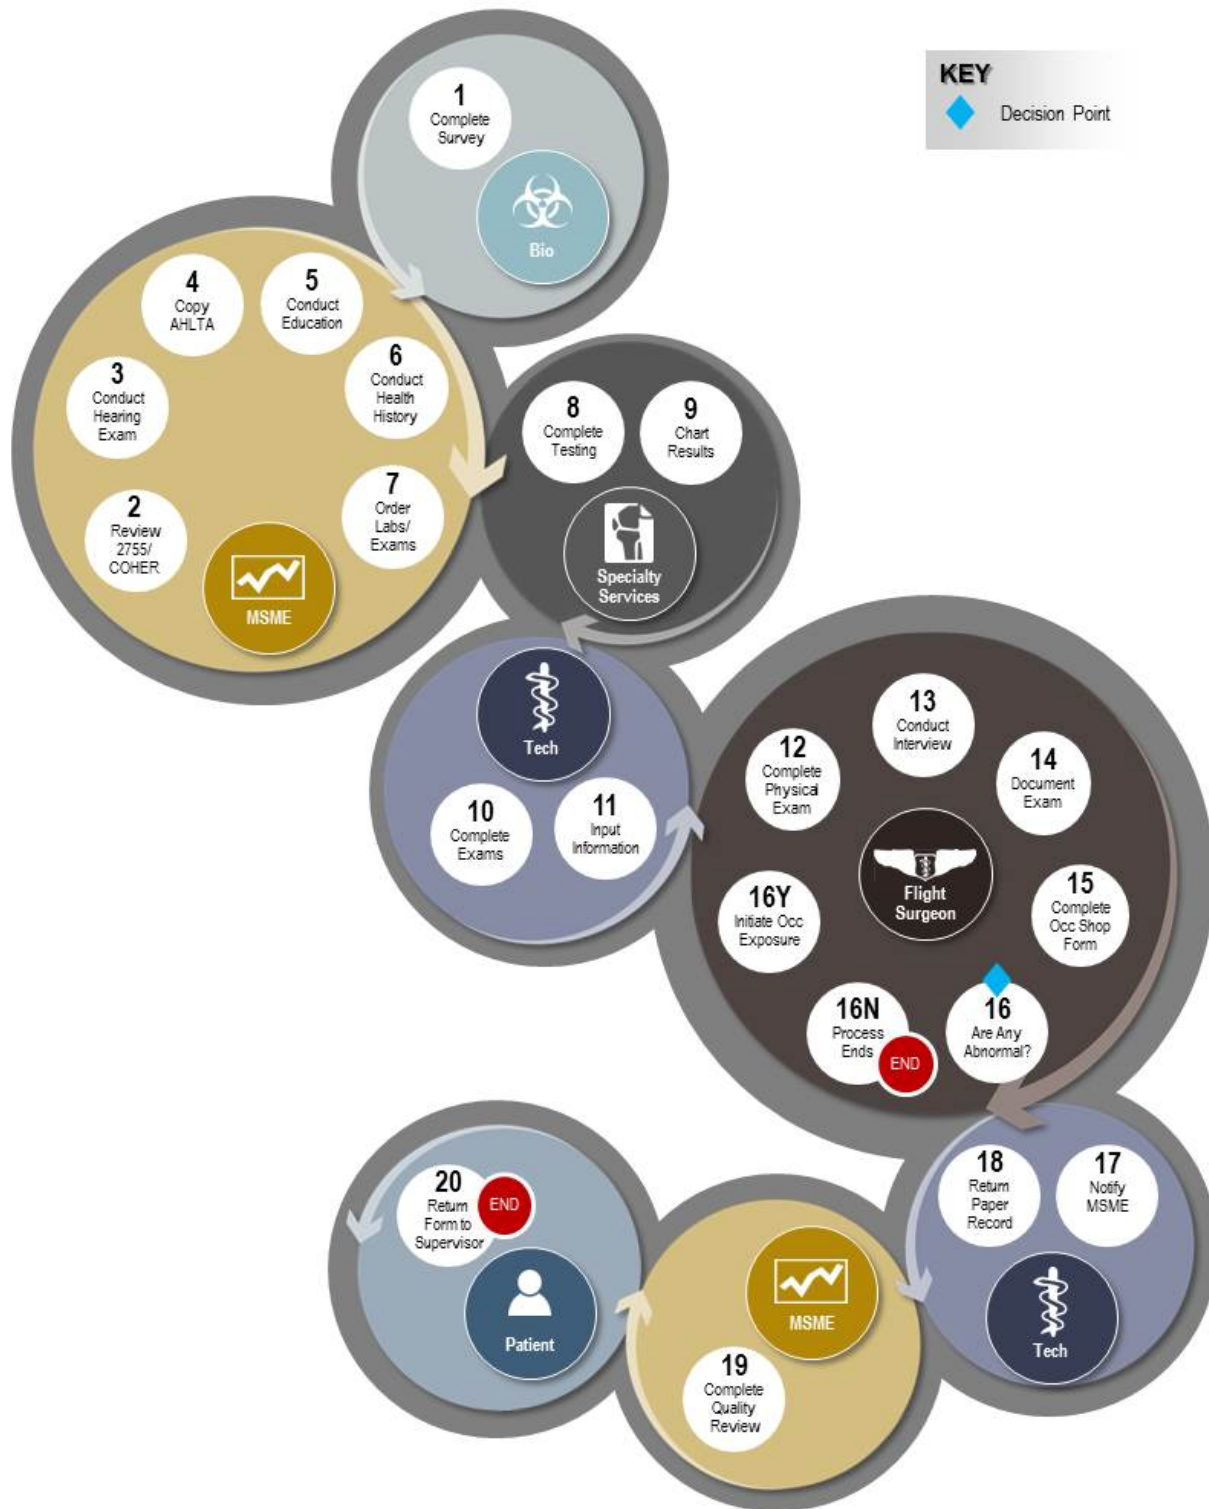 KEY
Decision Point
1
Complete
Survey
Bio
4
Copy
AHLTA
5
Conduct
Education
3
Conduct
Hearing
Exam
6
Conduct
Health
History
2
Review
2755/
COHER
7
Order
Labs/
Exams
MSME
8
Complete
Testing
9
Chart
Results
Specialty
Services
Tech
10
Complete
Exams
11
Input
Information
12
Complete
Physical
Exam
13
Conduct
Interview
14
Document
Exam
Flight
Surgeon
15
Complete
Occ Shop
Form
16Y
Initiate Occ
Exposure
16N
Process
Ends
END
16
Are Any
Abnormal?
18
Return
Paper
Record
17
Notify
MSME
Tech
MSME
19
Complete
Quality
Review
20
Return
Form to
Supervisor
END
Patient